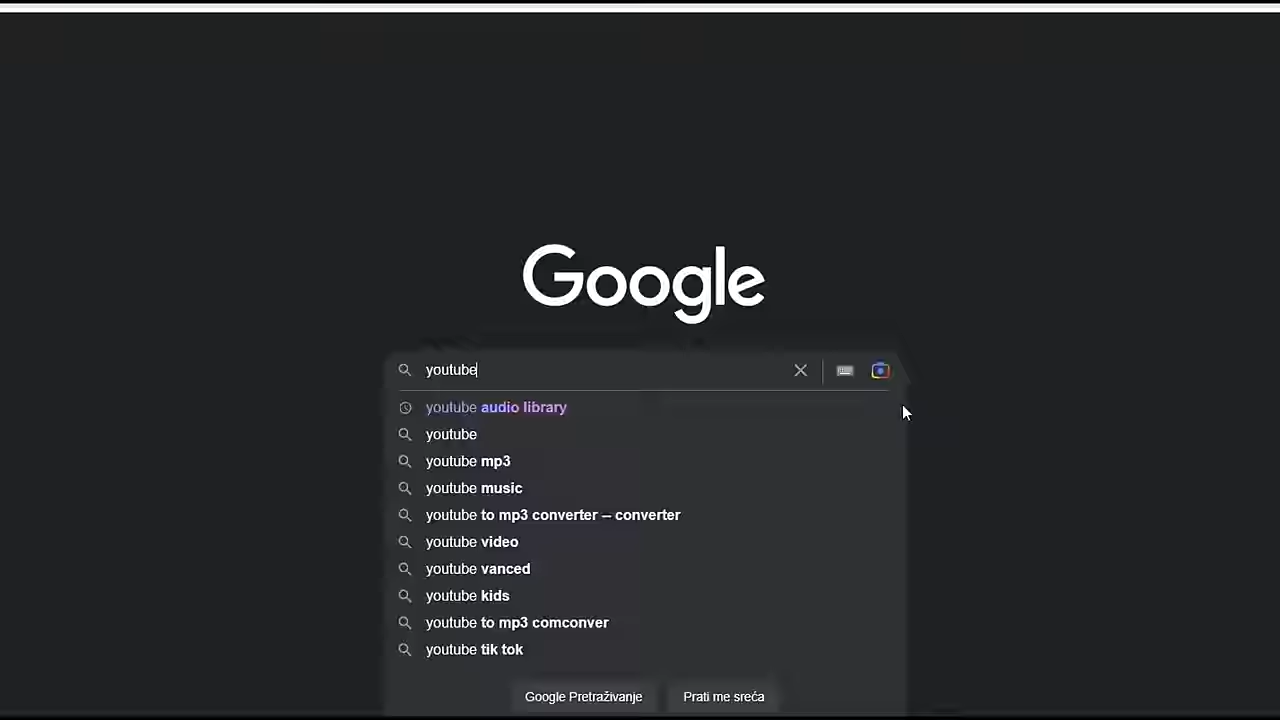 Google
youtube
youtube audio library
youtube
youtube mp3
youtube music
youtube to mp3 converter – converter
youtube video
youtube vanced
youtube kids
youtube to mp3 comconver
youtube tik tok
Google Pretraživanje
Prati me sreća